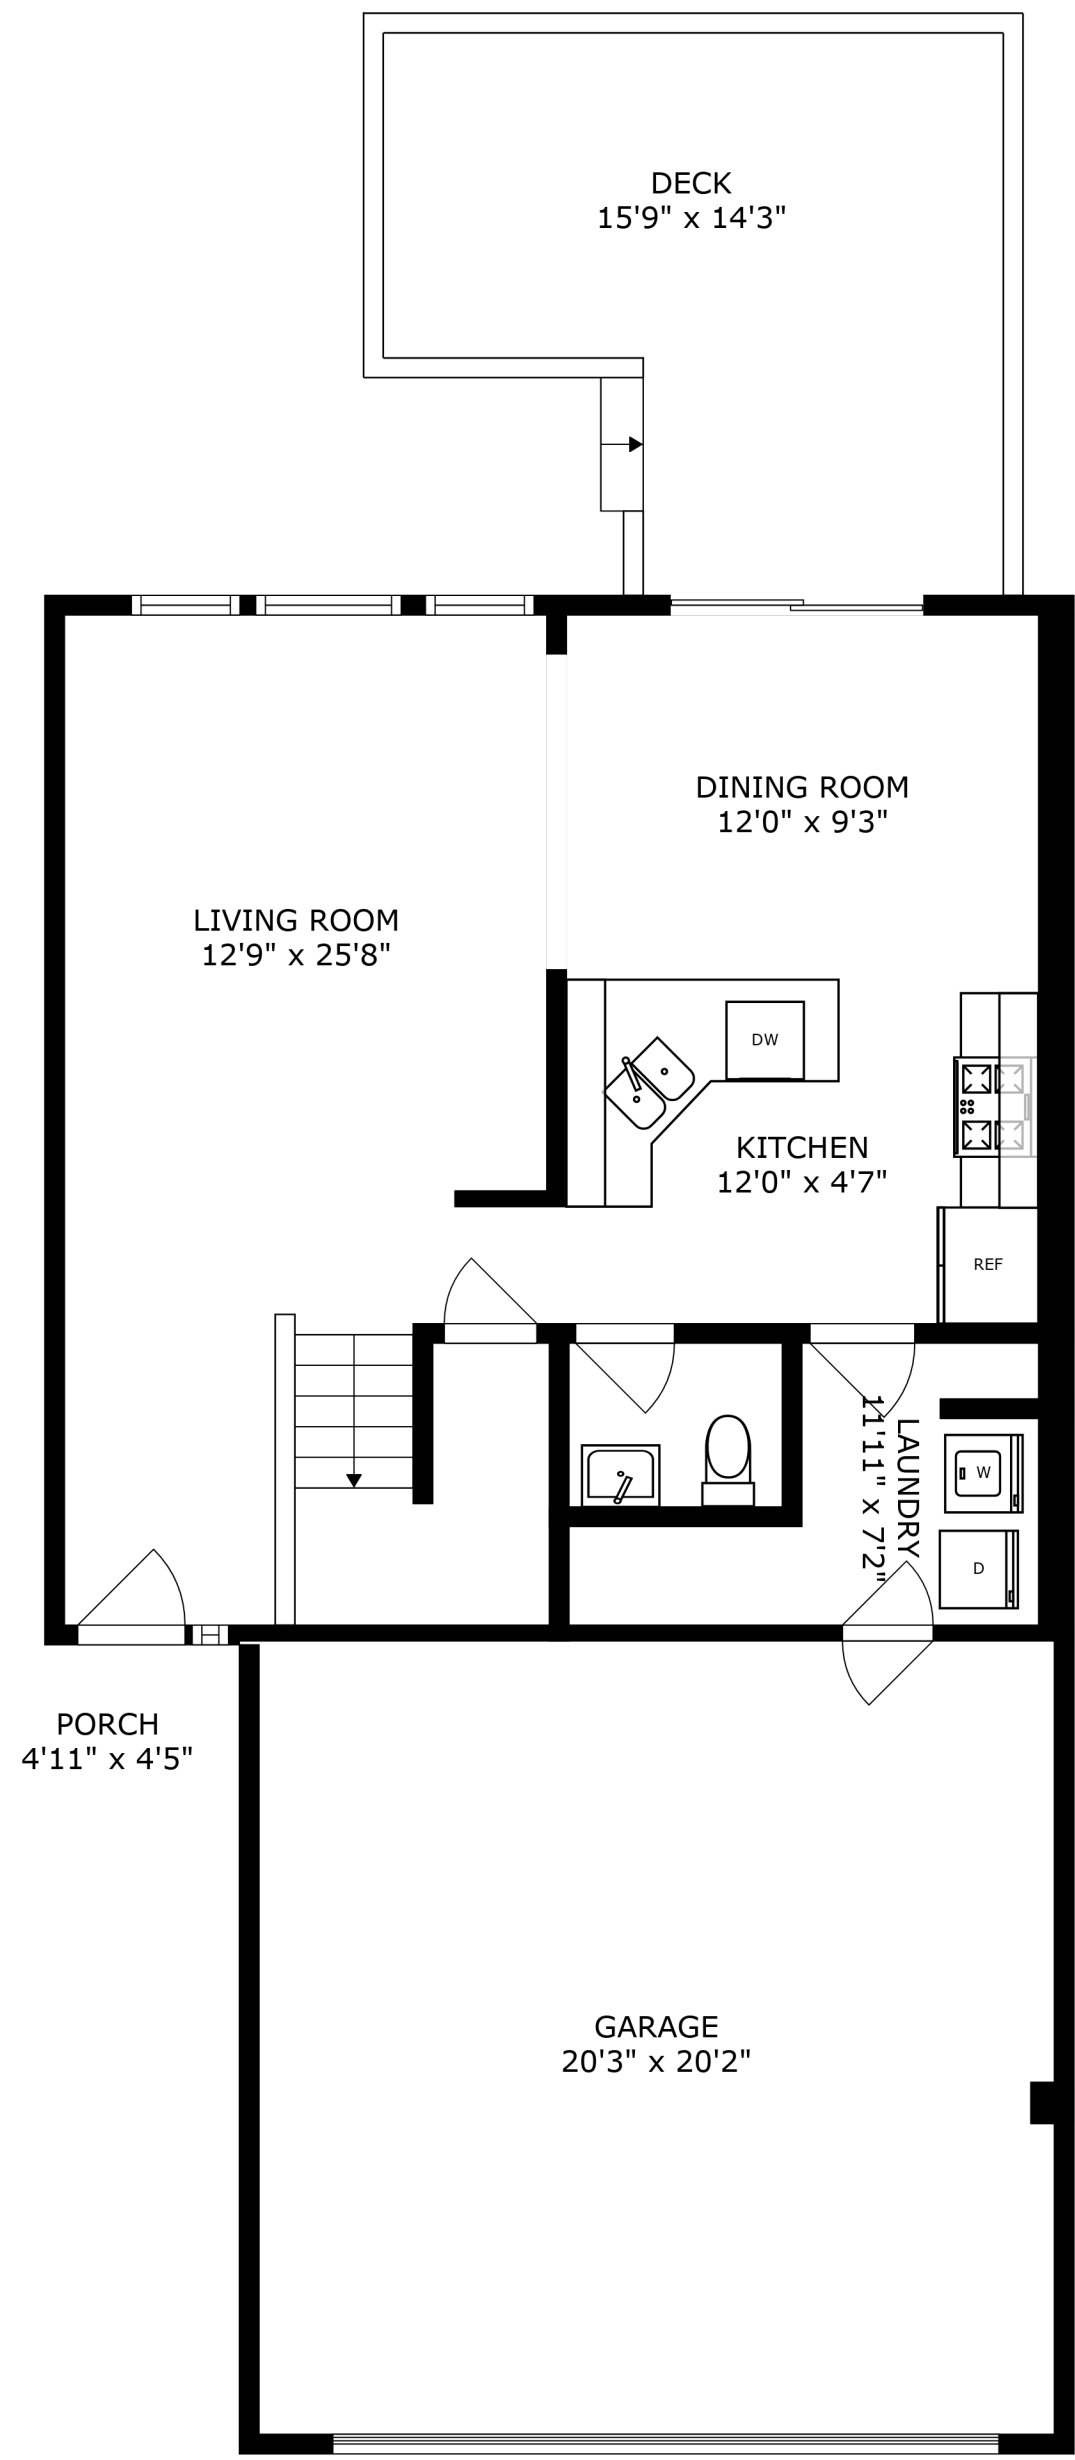 DECK
15'9" x 14'3"
DINING ROOM
12'0" x 9'3"
LIVING ROOM
12'9" x 25'8"
DW
KITCHEN
12'0" x 4'7"
REF
LAUNDRY
11'11" x 7'2"
W
D
PORCH
4'11" x 4'5"
GARAGE
20'3" x 20'2"